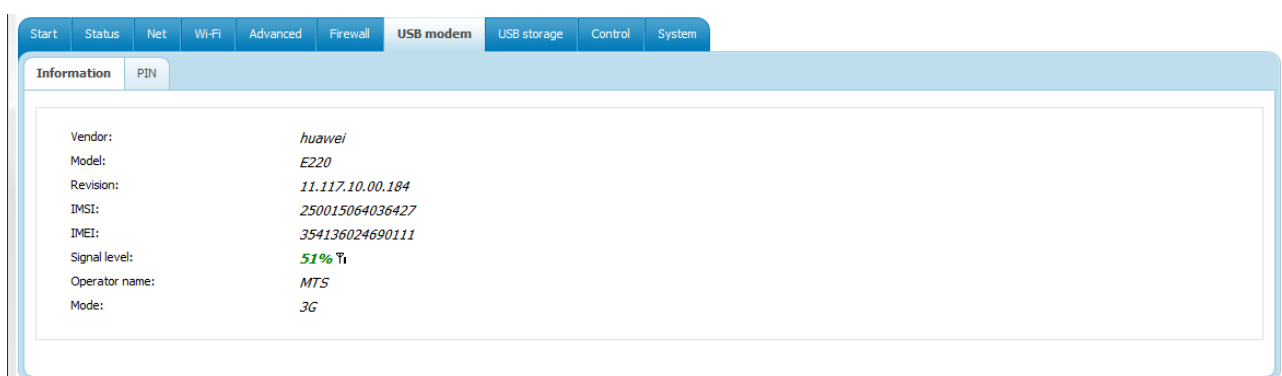 Start Status Net Wi-Fi Advanced Firewall USB modem USB storage Control System
Information PIN
Vendor: huawei
Model: E220
Revision: 11.117.10.00.184
IMSI: 250015064036427
IMEI: 354136024690111
Signal level: 51%
Operator name: MTS
Mode: 3G